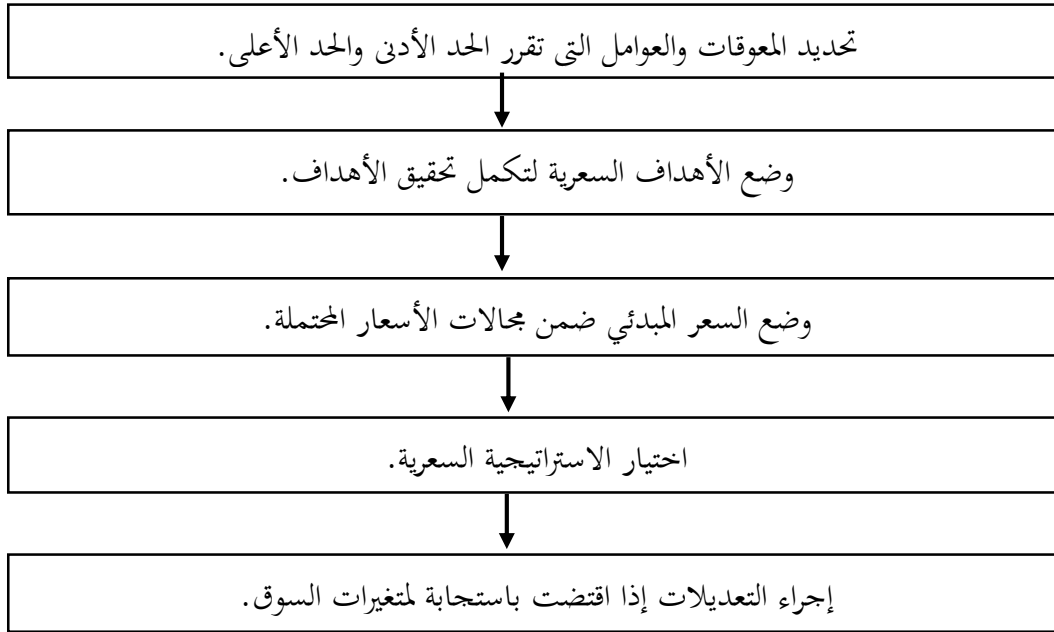 تحديد المعوقات والعوامل التى تقرر الحد الأدنى والحد الأعلى.
وضع الأهداف السعرية لتكمل تحقيق الأهداف.
وضع السعر المبدئي ضمن مجالات الأسعار المحتملة.
اختيار الاستراتيجية السعرية.
إجراء التعديلات إذا اقتضت باستجابة لمتغيرات السوق.